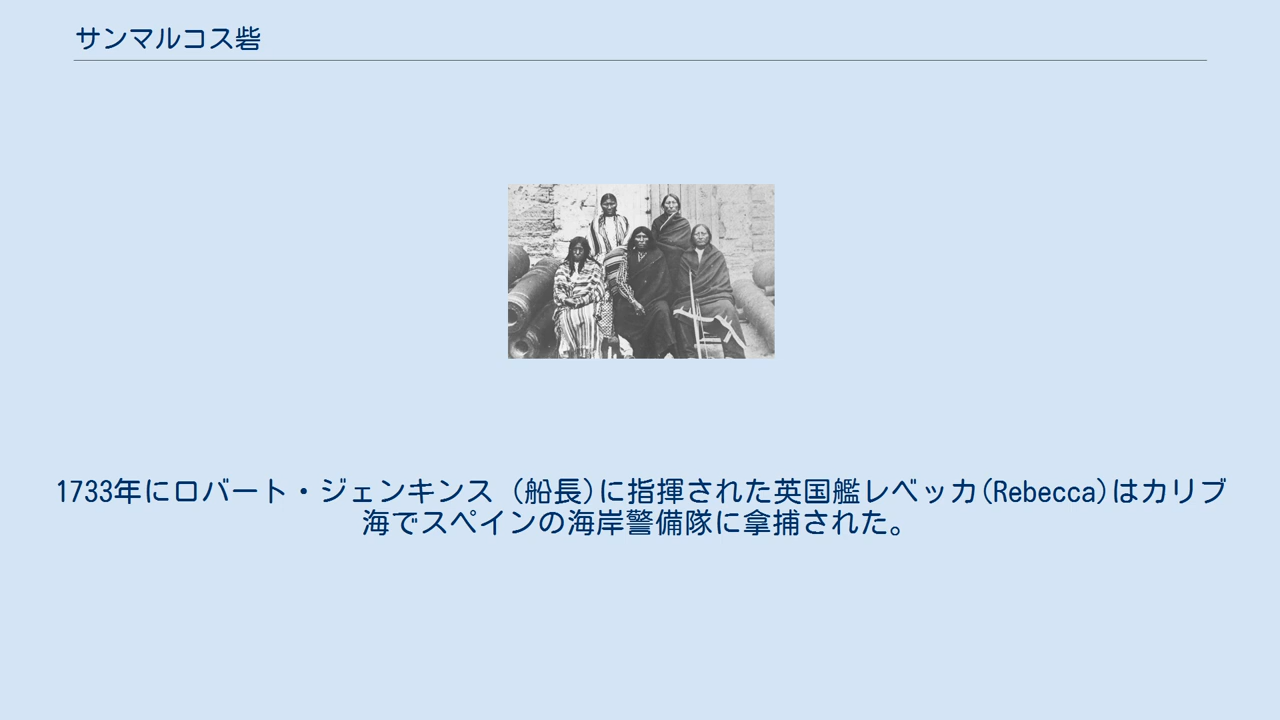 サンマルコス砦
1733年にロバート・ジェンキンス（船長)に指揮された英国艦レベッカ(Rebecca)はカリブ
海でスペインの海岸警備隊に拿捕された。